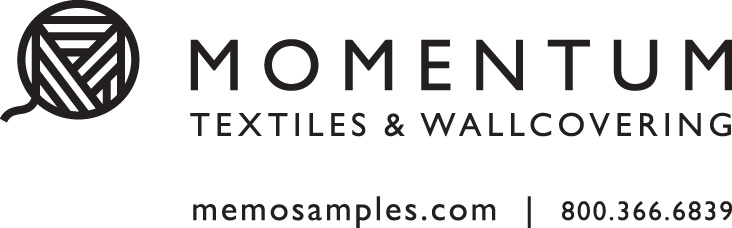 MOMENTUM
TEXTILES & WALLCOVERING
memosamples.com | 800.366.6839